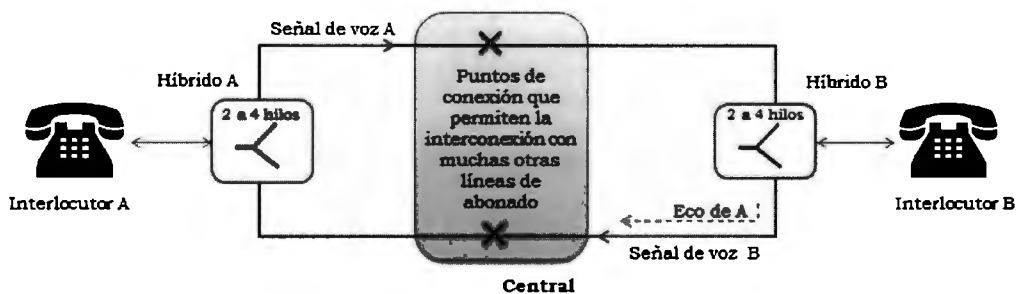 Señal de voz A
Híbrido A
2 a 4 hilos
Interlocutor A
Puntos de
conexión que
permiten la
interconexión con
muchas otras
líneas de
abonado
Híbrido B
2 a 4 hilos
Interlocutor B
Eco de A
Señal de voz B
Central